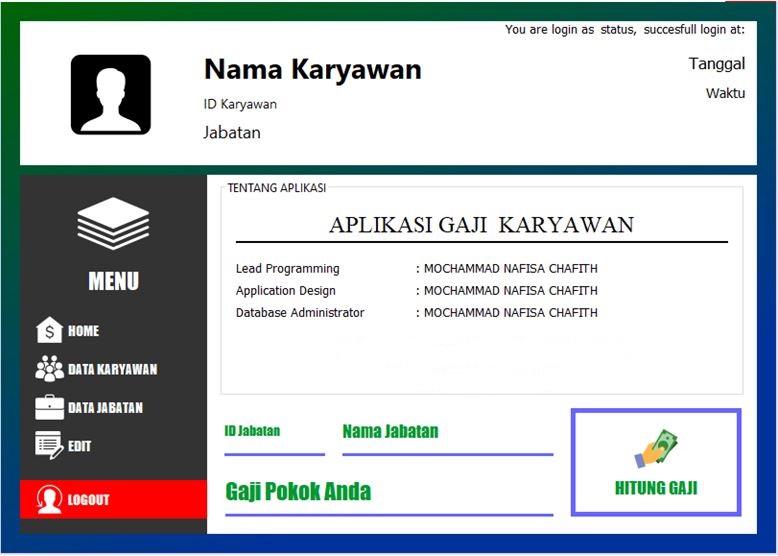 You are login as status, succesfull login at:
Nama Karyawan
Tanggal
ID Karyawan
Waktu
Jabatan
MENU
HOME
DATA KARYAWAN
DATA JABATAN
EDIT
LOGOUT
TENTANG APLIKASI
APLIKASI GAJI KARYAWAN
Lead Programming : MOCHAMMAD NAFISA CHAFITH
Application Design : MOCHAMMAD NAFISA CHAFITH
Database Administrator : MOCHAMMAD NAFISA CHAFITH
ID Jabatan
Nama Jabatan
Gaji Pokok Anda
HITUNG GAJI